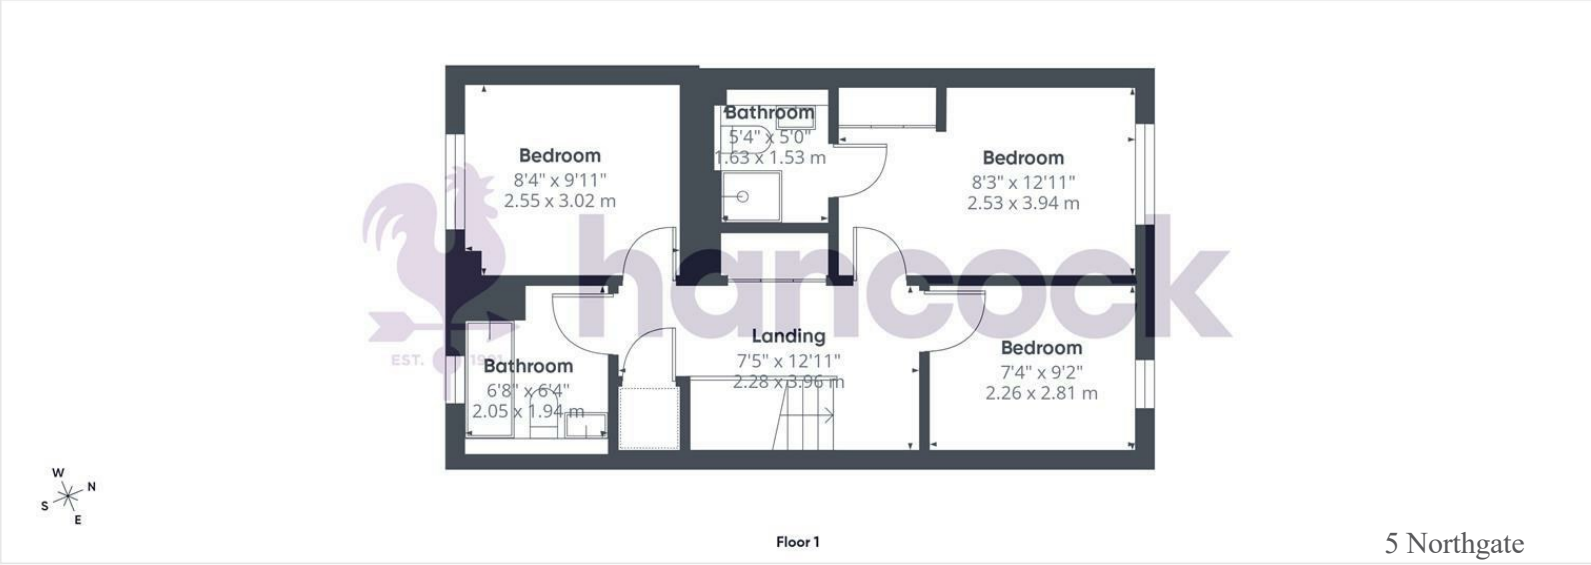 Bathroom
5'4" x 5'0"
1.63 x 1.53 m
Bedroom
8'4" x 9'11"
2.55 x 3.02 m
Bedroom
8'3" x 12'11"
2.53 x 3.94 m
hancock
EST. 1991
Landing
7'5" x 12'11"
2.28 x 3.96 m
Bedroom
7'4" x 9'2"
2.26 x 2.81 m
Bathroom
6'8" x 6'4"
2.05 x 1.94 m
W
N
S
E
Floor 1
5 Northgate